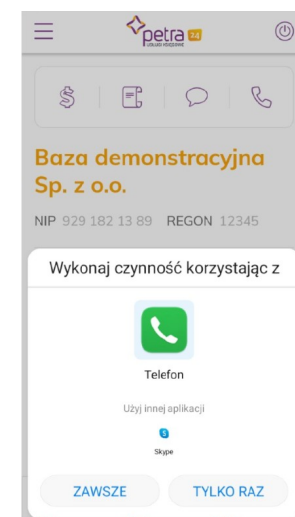 petra 24
USŁUGI KSIĘGOWE
$
Baza demonstracyjna
Sp. z o.o.
NIP 929 182 13 89 REGON 12345
Wykonaj czynność korzystając z
Telefon
Użyj innej aplikacji
S
Skype
ZAWSZE TYLKO RAZ